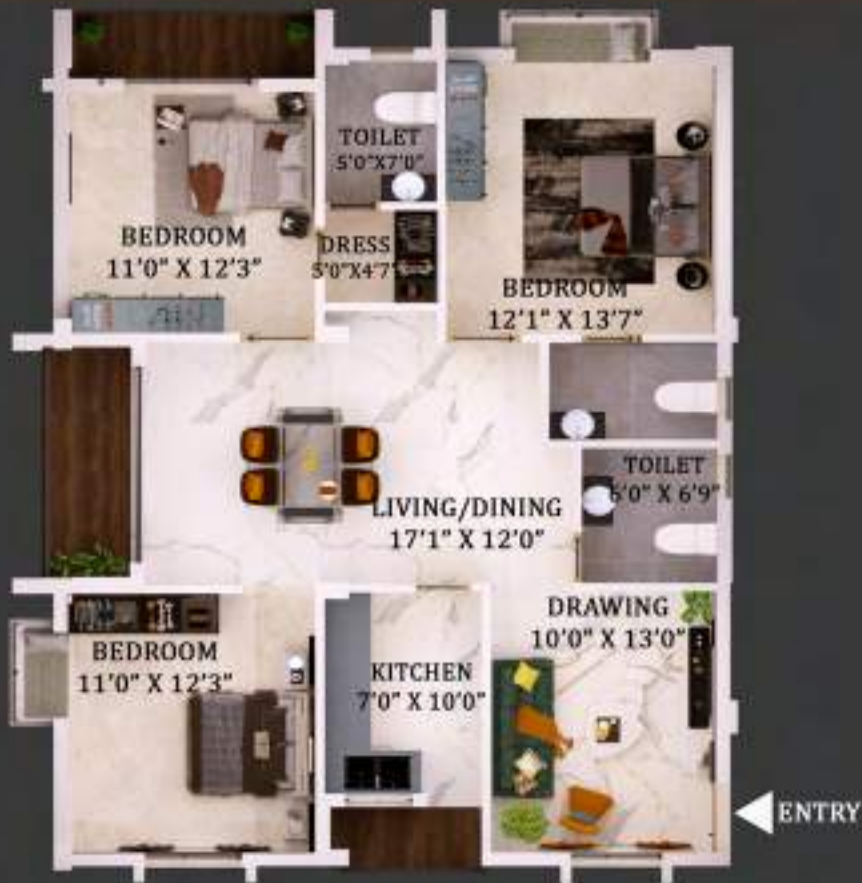 TOILET
5'0"X7'0"
BEDROOM
11'0" X 12'3"
DRESS
5'0"X4'7"
BEDROOM
12'1" X 13'7"
TOILET
6'0" X 6'9"
LIVING/DINING
17'1" X 12'0"
DRAWING
10'0" X 13'0"
BEDROOM
11'0" X 12'3"
KITCHEN
7'0" X 10'0"
ENTRY